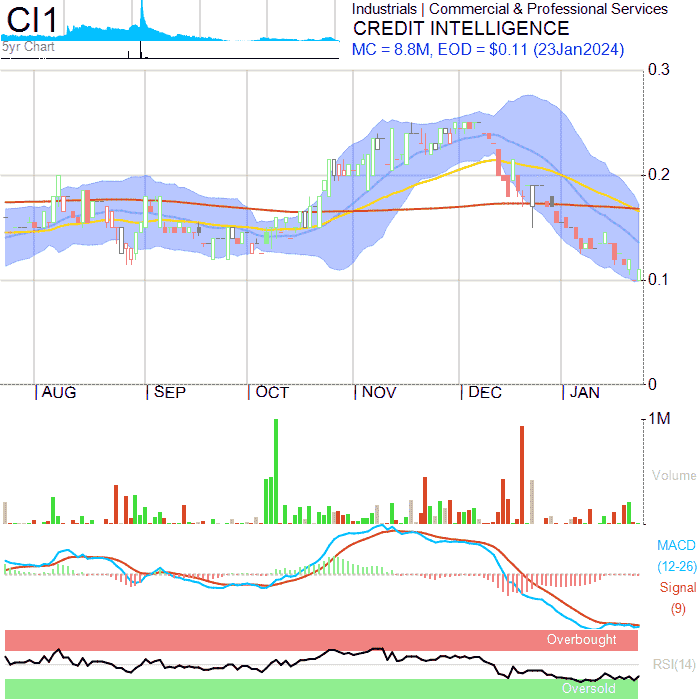 CI1
5yr Chart
Industrials | Commercial & Professional Services
CREDIT INTELLIGENCE
MC = 8.8M, EOD = $0.11 (23Jan2024)
0.3
0.2
0.1
0
AUG SEP OCT NOV DEC JAN
1M
Volume
MACD
(12-26)
Signal
(9)
Overbought
RSI(14)
Oversold